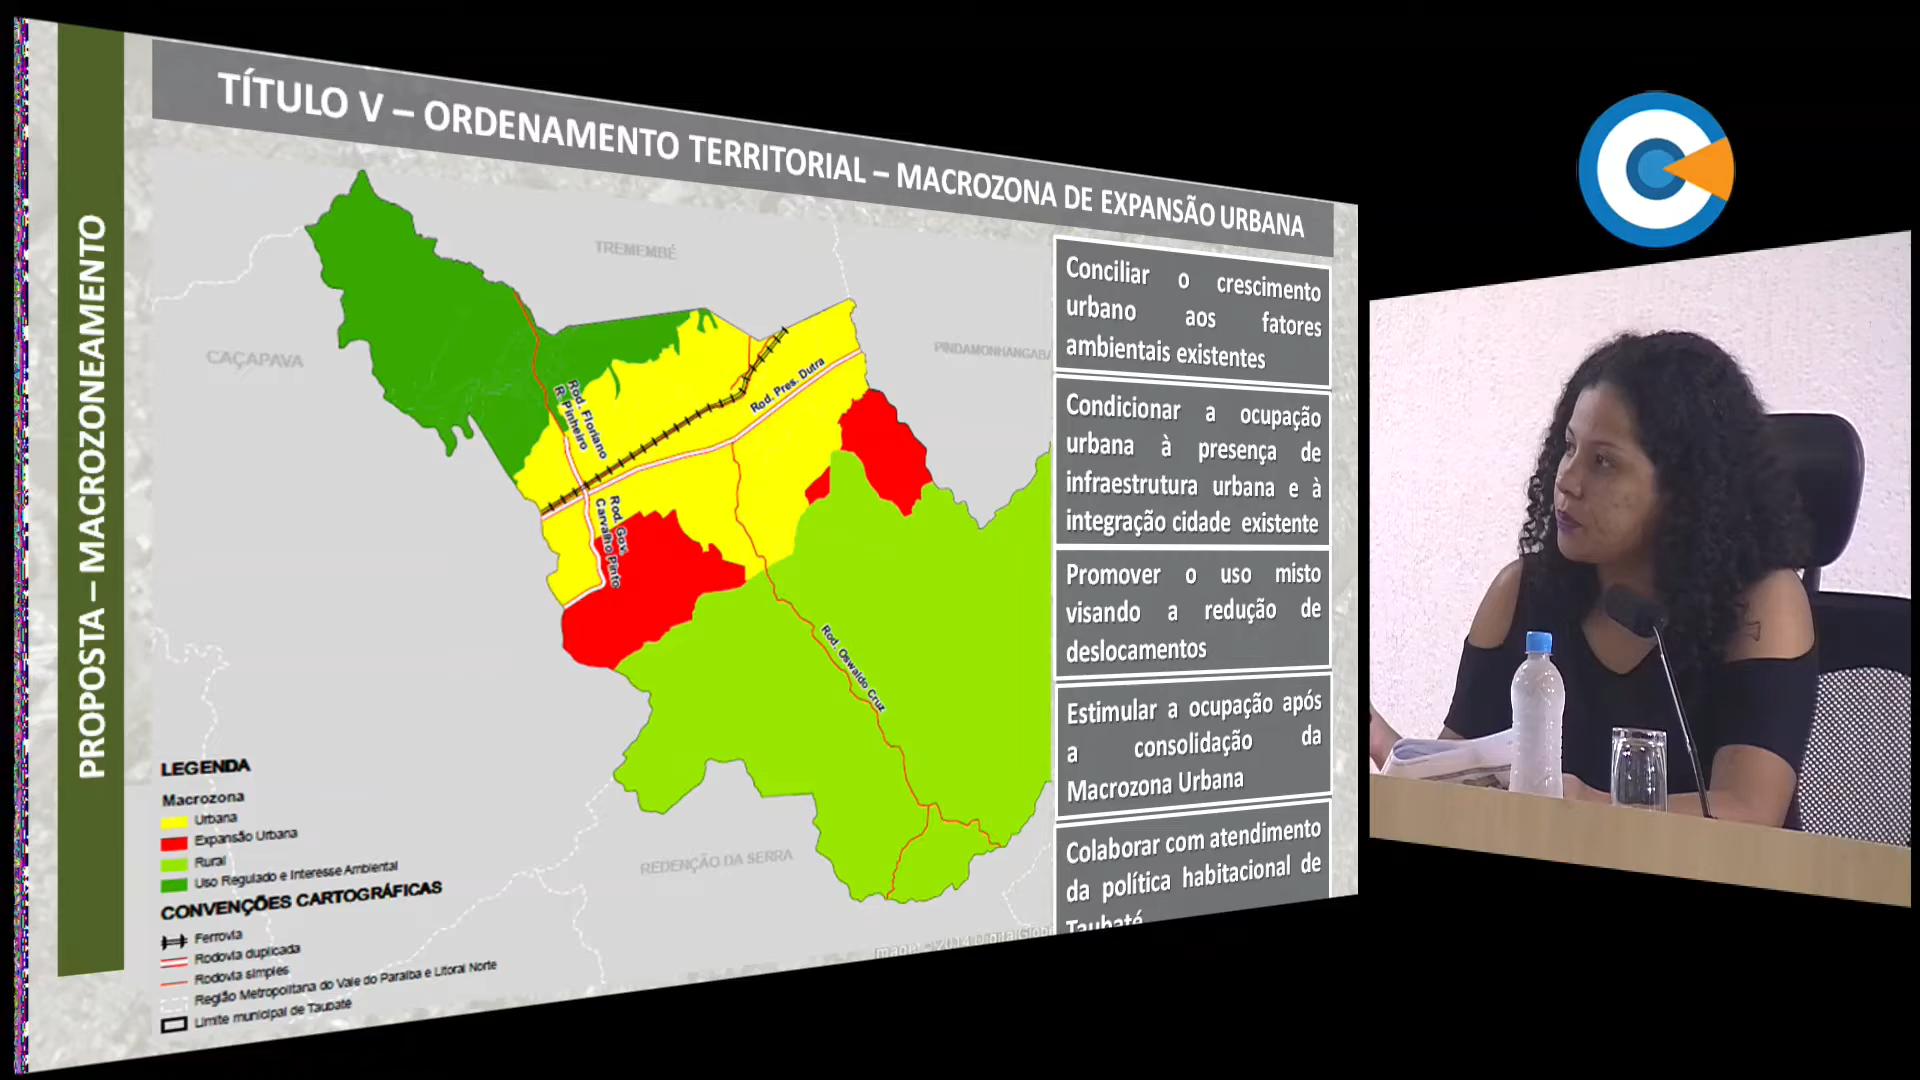 TÍTULO V – ORDENAMENTO TERRITORIAL – MACROZONA DE EXPANSÃO URBANA
PROPOSTA – MACROZONEAMENTO
TREMEMBÉ
CAÇAPAVA
PINDAMONHANGABA
Rod. Floriano
R. Pinheiro
Rod. Pres. Dutra
Rod. Gov.
Carvalho Pinto
Rod. Oswaldo Cruz
REDENÇÃO DA SERRA
LEGENDA
Macrozona
Urbana
Expansão Urbana
Rural
Uso Regulado e Interesse Ambiental
CONVENÇÕES CARTOGRÁFICAS
Ferrovia
Rodovia duplicada
Rodovia simples
Região Metropolitana do Vale do Paraíba e Litoral Norte
Limite municipal de Taubaté
Conciliar o crescimento
urbano aos fatores
ambientais existentes
Condicionar a ocupação
urbana à presença de
infraestrutura urbana e à
integração cidade existente
Promover o uso misto
visando a redução de
deslocamentos
Estimular a ocupação após
a consolidação da
Macrozona Urbana
Colaborar com atendimento
da política habitacional de
Taubaté